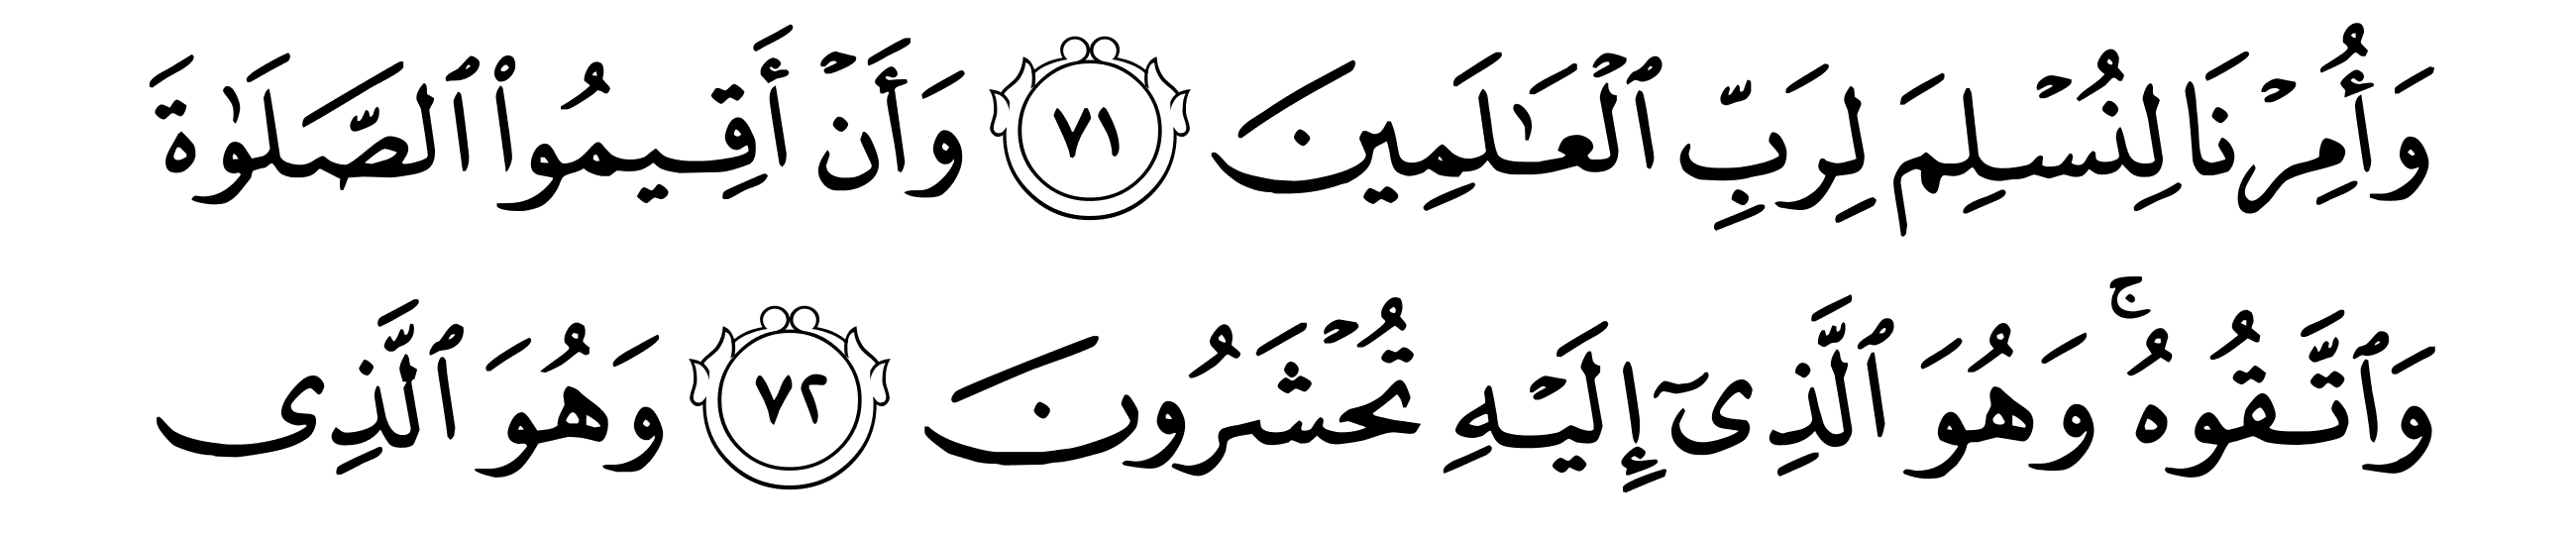 وَأُمِرۡنَا لِنُسۡلِمَ لِرَبِّ ٱلۡعَٰلَمِينَ ٧١ وَأَنۡ أَقِيمُواْ ٱلصَّلَوٰةَ
وَٱتَّقُوهُۚ وَهُوَ ٱلَّذِيٓ إِلَيۡهِ تُحۡشَرُونَ ٧٢ وَهُوَ ٱلَّذِي